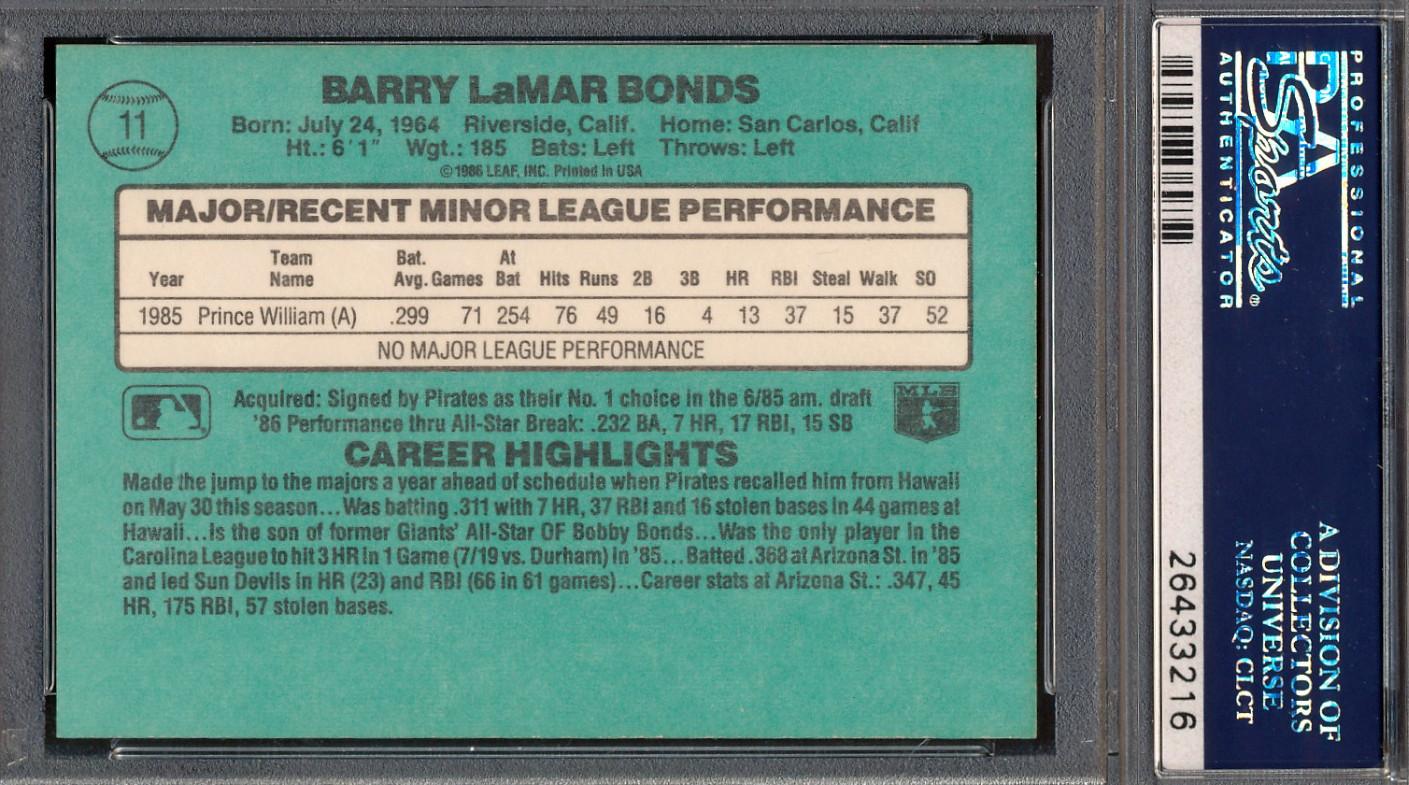 11
BARRY LaMAR BONDS
Born: July 24, 1964 Riverside, Calif. Home: San Carlos, Calif
Ht.: 6'1" Wgt.: 185 Bats: Left Throws: Left
©1986 LEAF, INC. Printed in USA
MAJOR/RECENT MINOR LEAGUE PERFORMANCE
Team Bat. At
Year Name Avg. Games Bat Hits Runs 2B 3B HR RBI Steal Walk SO
1985 Prince William (A) .299 71 254 76 49 16 4 13 37 15 37 52
NO MAJOR LEAGUE PERFORMANCE
Acquired: Signed by Pirates as their No. 1 choice in the 6/85 am. draft
'86 Performance thru All-Star Break: .232 BA, 7 HR, 17 RBI, 15 SB
MLB
CAREER HIGHLIGHTS
Made the jump to the majors a year ahead of schedule when Pirates recalled him from Hawaii
on May 30 this season...Was batting .311 with 7 HR, 37 RBI and 16 stolen bases in 44 games at
Hawaii...Is the son of former Giants' All-Star OF Bobby Bonds...Was the only player in the
Carolina League to hit 3 HR in 1 Game (7/19 vs. Durham) in '85...Batted .368 at Arizona St. in '85
and led Sun Devils in HR (23) and RBI (66 in 61 games)...Career stats at Arizona St.: .347, 45
HR, 175 RBI, 57 stolen bases.
PROFESSIONAL
PSA
Sports®
AUTHENTICATOR
A DIVISION OF
COLLECTORS
UNIVERSE
NASDAQ: CLCT
26433216